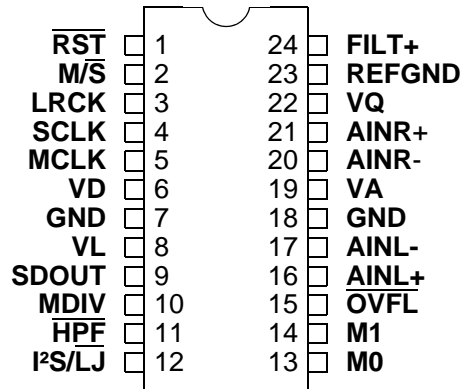 RST 1 24 FILT+
M/S 2 23 REFGND
LRCK 3 22 VQ
SCLK 4 21 AINR+
MCLK 5 20 AINR-
VD 6 19 VA
GND 7 18 GND
VL 8 17 AINL-
SDOUT 9 16 AINL+
MDIV 10 15 OVFL
HPF 11 14 M1
I²S/LJ 12 13 M0